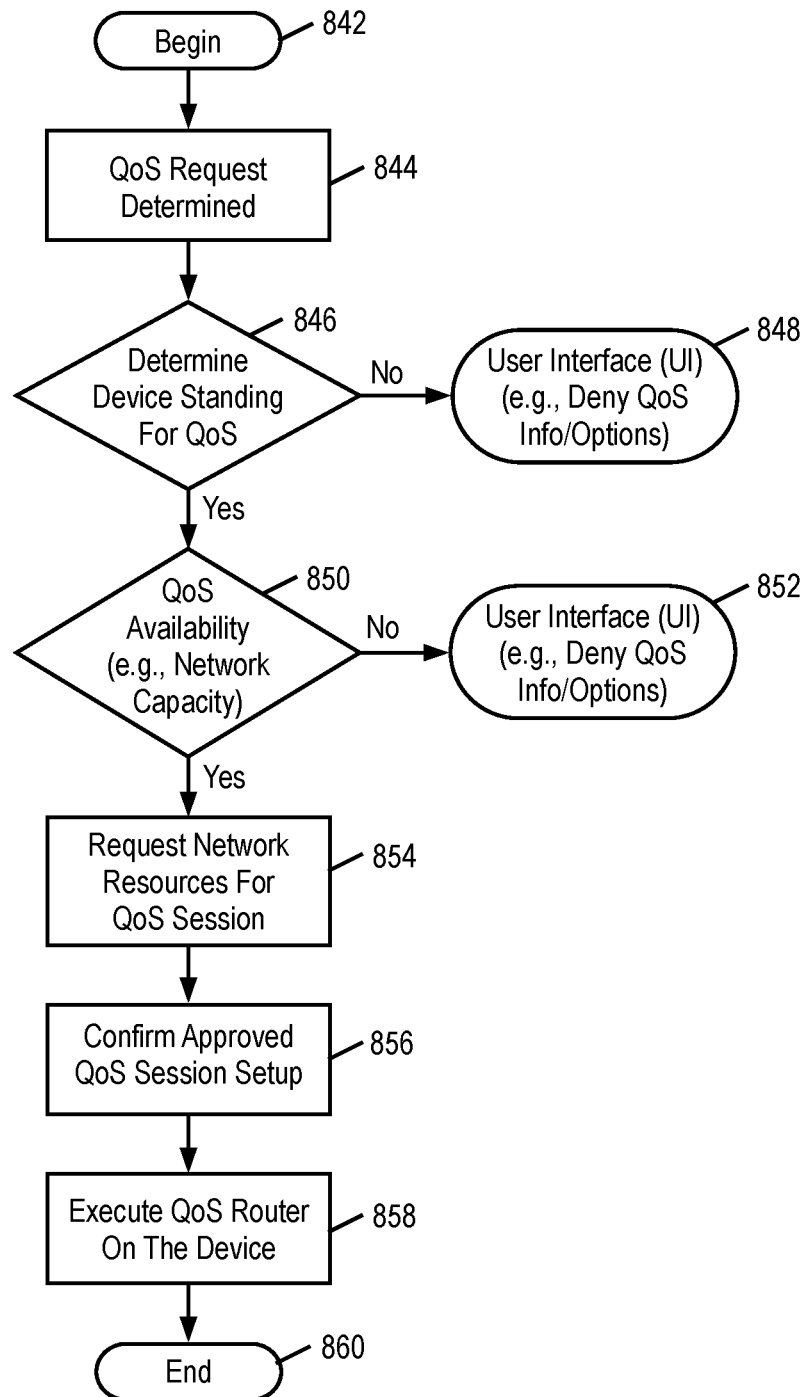 Begin
842
QoS Request
Determined
844
846
Determine
Device Standing
For QoS
No
User Interface (UI)
(e.g., Deny QoS
Info/Options)
848
Yes
850
QoS
Availability
(e.g., Network
Capacity)
No
User Interface (UI)
(e.g., Deny QoS
Info/Options)
852
Yes
Request Network
Resources For
QoS Session
854
Confirm Approved
QoS Session Setup
856
Execute QoS Router
On The Device
858
End
860